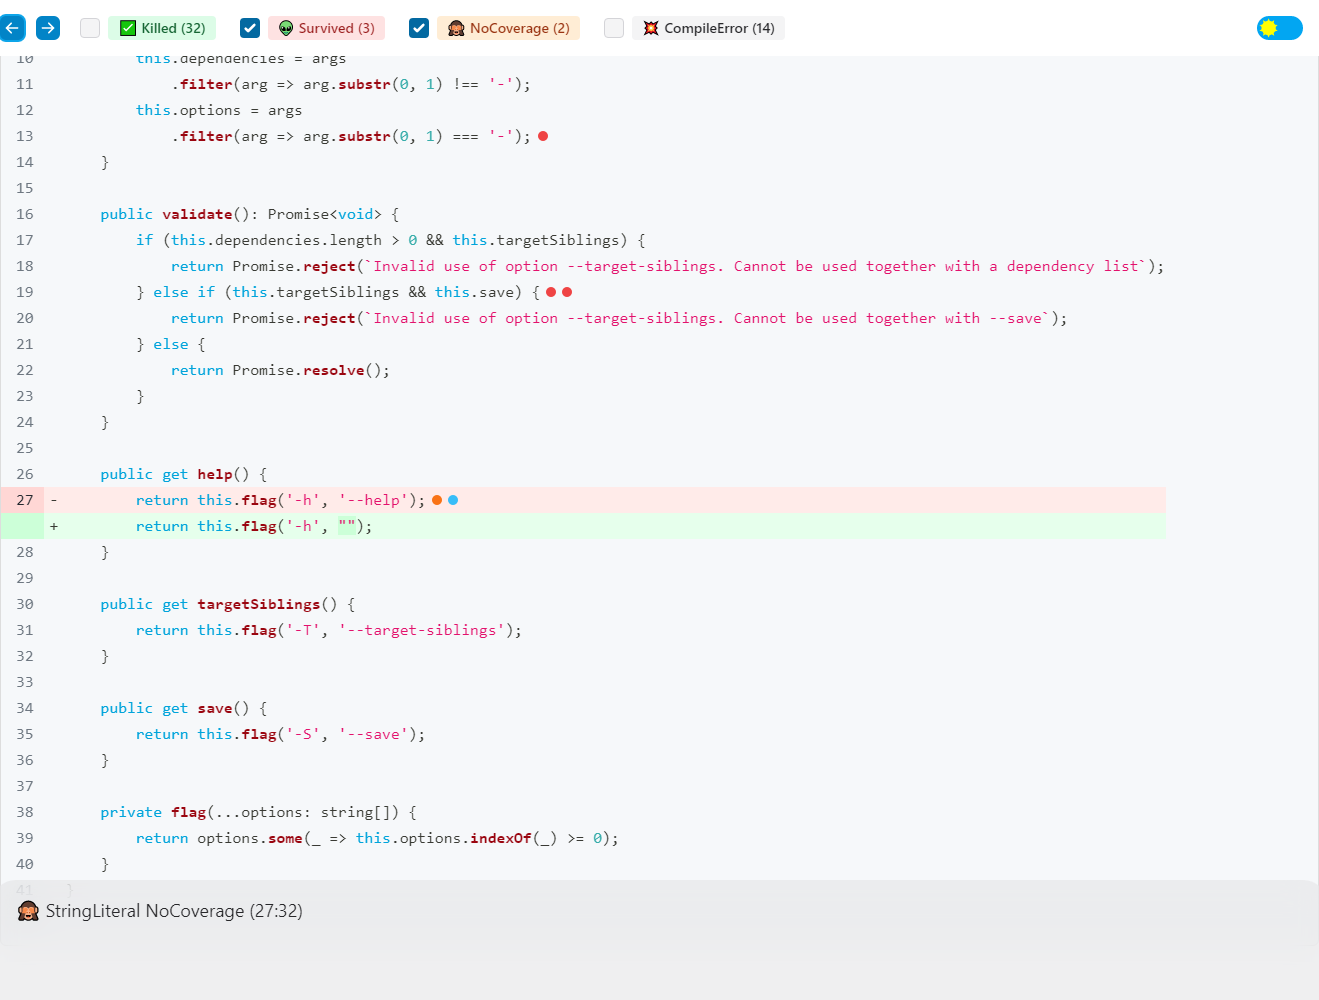 Killed (32) Survived (3) NoCoverage (2) CompileError (14)
10 this.dependencies = args
11 .filter(arg => arg.substr(0, 1) !== '-');
12 this.options = args
13 .filter(arg => arg.substr(0, 1) === '-');
14 }
15
16 public validate(): Promise<void> {
17 if (this.dependencies.length > 0 && this.targetSiblings) {
18 return Promise.reject(`Invalid use of option --target-siblings. Cannot be used together with a dependency list`);
19 } else if (this.targetSiblings && this.save) {
20 return Promise.reject(`Invalid use of option --target-siblings. Cannot be used together with --save`);
21 } else {
22 return Promise.resolve();
23 }
24 }
25
26 public get help() {
27 - return this.flag('-h', '--help');
+ return this.flag('-h', "");
28 }
29
30 public get targetSiblings() {
31 return this.flag('-T', '--target-siblings');
32 }
33
34 public get save() {
35 return this.flag('-S', '--save');
36 }
37
38 private flag(...options: string[]) {
39 return options.some(_ => this.options.indexOf(_) >= 0);
40 }
41 }
StringLiteral NoCoverage (27:32)